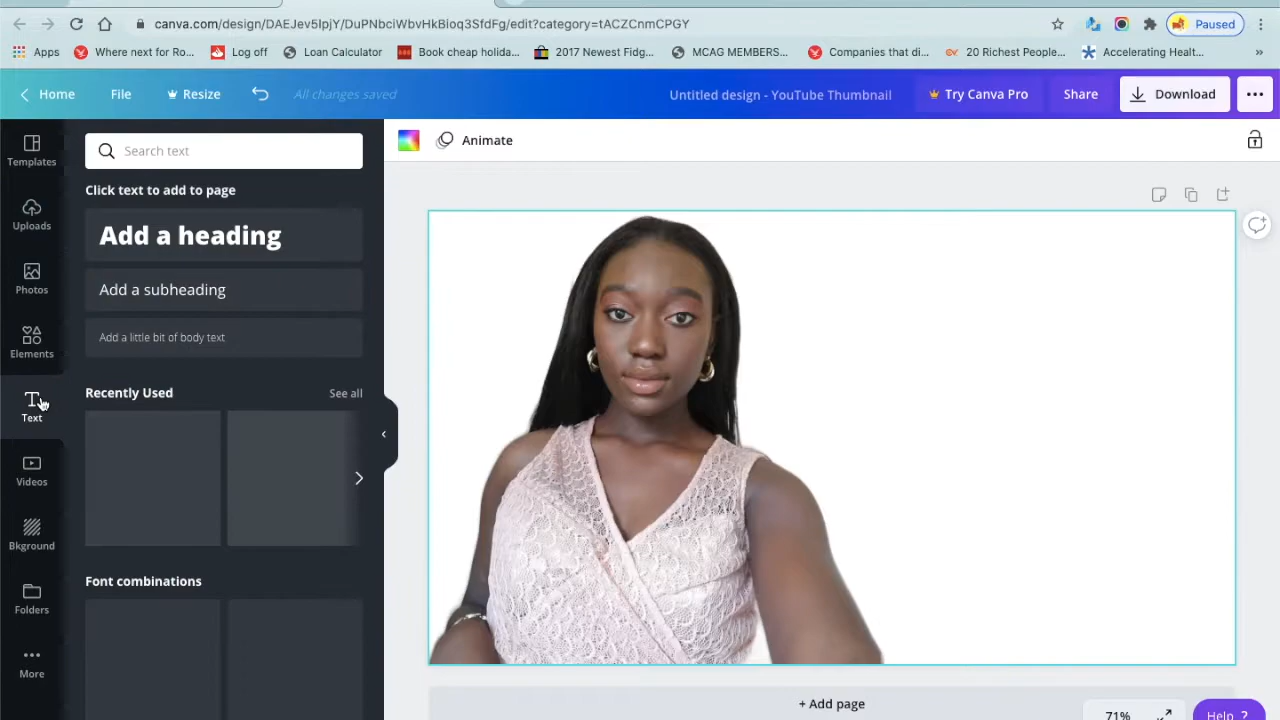 canva.com/design/DAEJev5IpjY/DuPNbciWbvHkBioq3SfdFg/edit?category=tACZCnmCPGY
Paused
Apps
Where next for Ro...
Log off
Loan Calculator
Book cheap holida...
2017 Newest Fidg...
MCAG MEMBERS...
Companies that di...
20 Richest People...
Accelerating Healt...
»
Home
File
Resize
All changes saved
Untitled design - YouTube Thumbnail
Try Canva Pro
Share
Download
Templates
Uploads
Photos
Elements
Text
Videos
Bkground
Folders
More
Search text
Click text to add to page
Add a heading
Add a subheading
Add a little bit of body text
Recently Used
See all
Font combinations
Animate
+ Add page
71%
Help ?